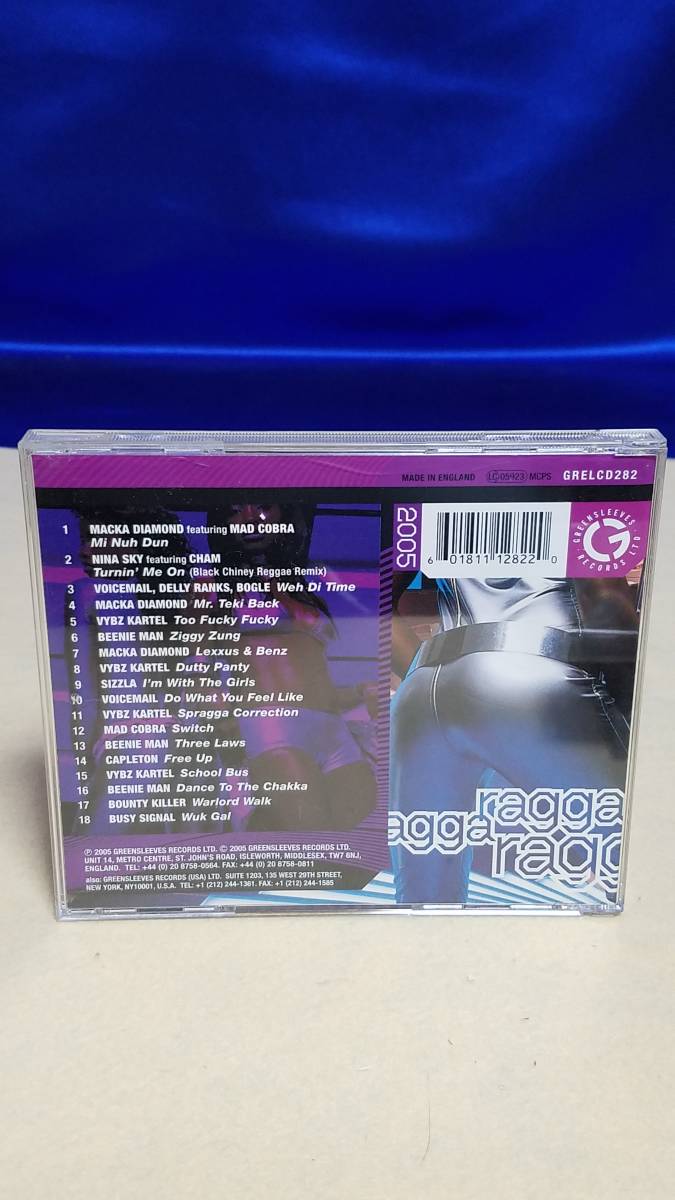 MADE IN ENGLAND LC 05923 MCPS GRELCD282
1 MACKA DIAMOND featuring MAD COBRA
Mi Nuh Dun
2 NINA SKY featuring CHAM
Turnin' Me On (Black Chiney Reggae Remix)
3 VOICEMAIL, DELLY RANKS, BOGLE Weh Di Time
4 MACKA DIAMOND Mr. Teki Back
5 VYBZ KARTEL Too Fucky Fucky
6 BEENIE MAN Ziggy Zung
7 MACKA DIAMOND Lexxus & Benz
8 VYBZ KARTEL Dutty Panty
9 SIZZLA I'm With The Girls
10 VOICEMAIL Do What You Feel Like
11 VYBZ KARTEL Spragga Correction
12 MAD COBRA Switch
13 BEENIE MAN Three Laws
14 CAPLETON Free Up
15 VYBZ KARTEL School Bus
16 BEENIE MAN Dance To The Chakka
17 BOUNTY KILLER Warlord Walk
18 BUSY SIGNAL Wuk Gal
℗ 2005 GREENSLEEVES RECORDS LTD. © 2005 GREENSLEEVES RECORDS LTD.
UNIT 14, METRO CENTRE, ST. JOHN'S ROAD, ISLEWORTH, MIDDLESEX, TW7 6NJ,
ENGLAND. TEL: +44 (0) 20 8758-0564. FAX: +44 (0) 20 8758-0811
also: GREENSLEEVES RECORDS (USA) LTD. SUITE 1203, 135 WEST 29TH STREET,
NEW YORK, NY10001, U.S.A. TEL: +1 (212) 244-1361. FAX: +1 (212) 244-1585
2005
6 01811 12822 0
GREENSLEEVES
G
RECORDS LTD
ragga
agga
ragg